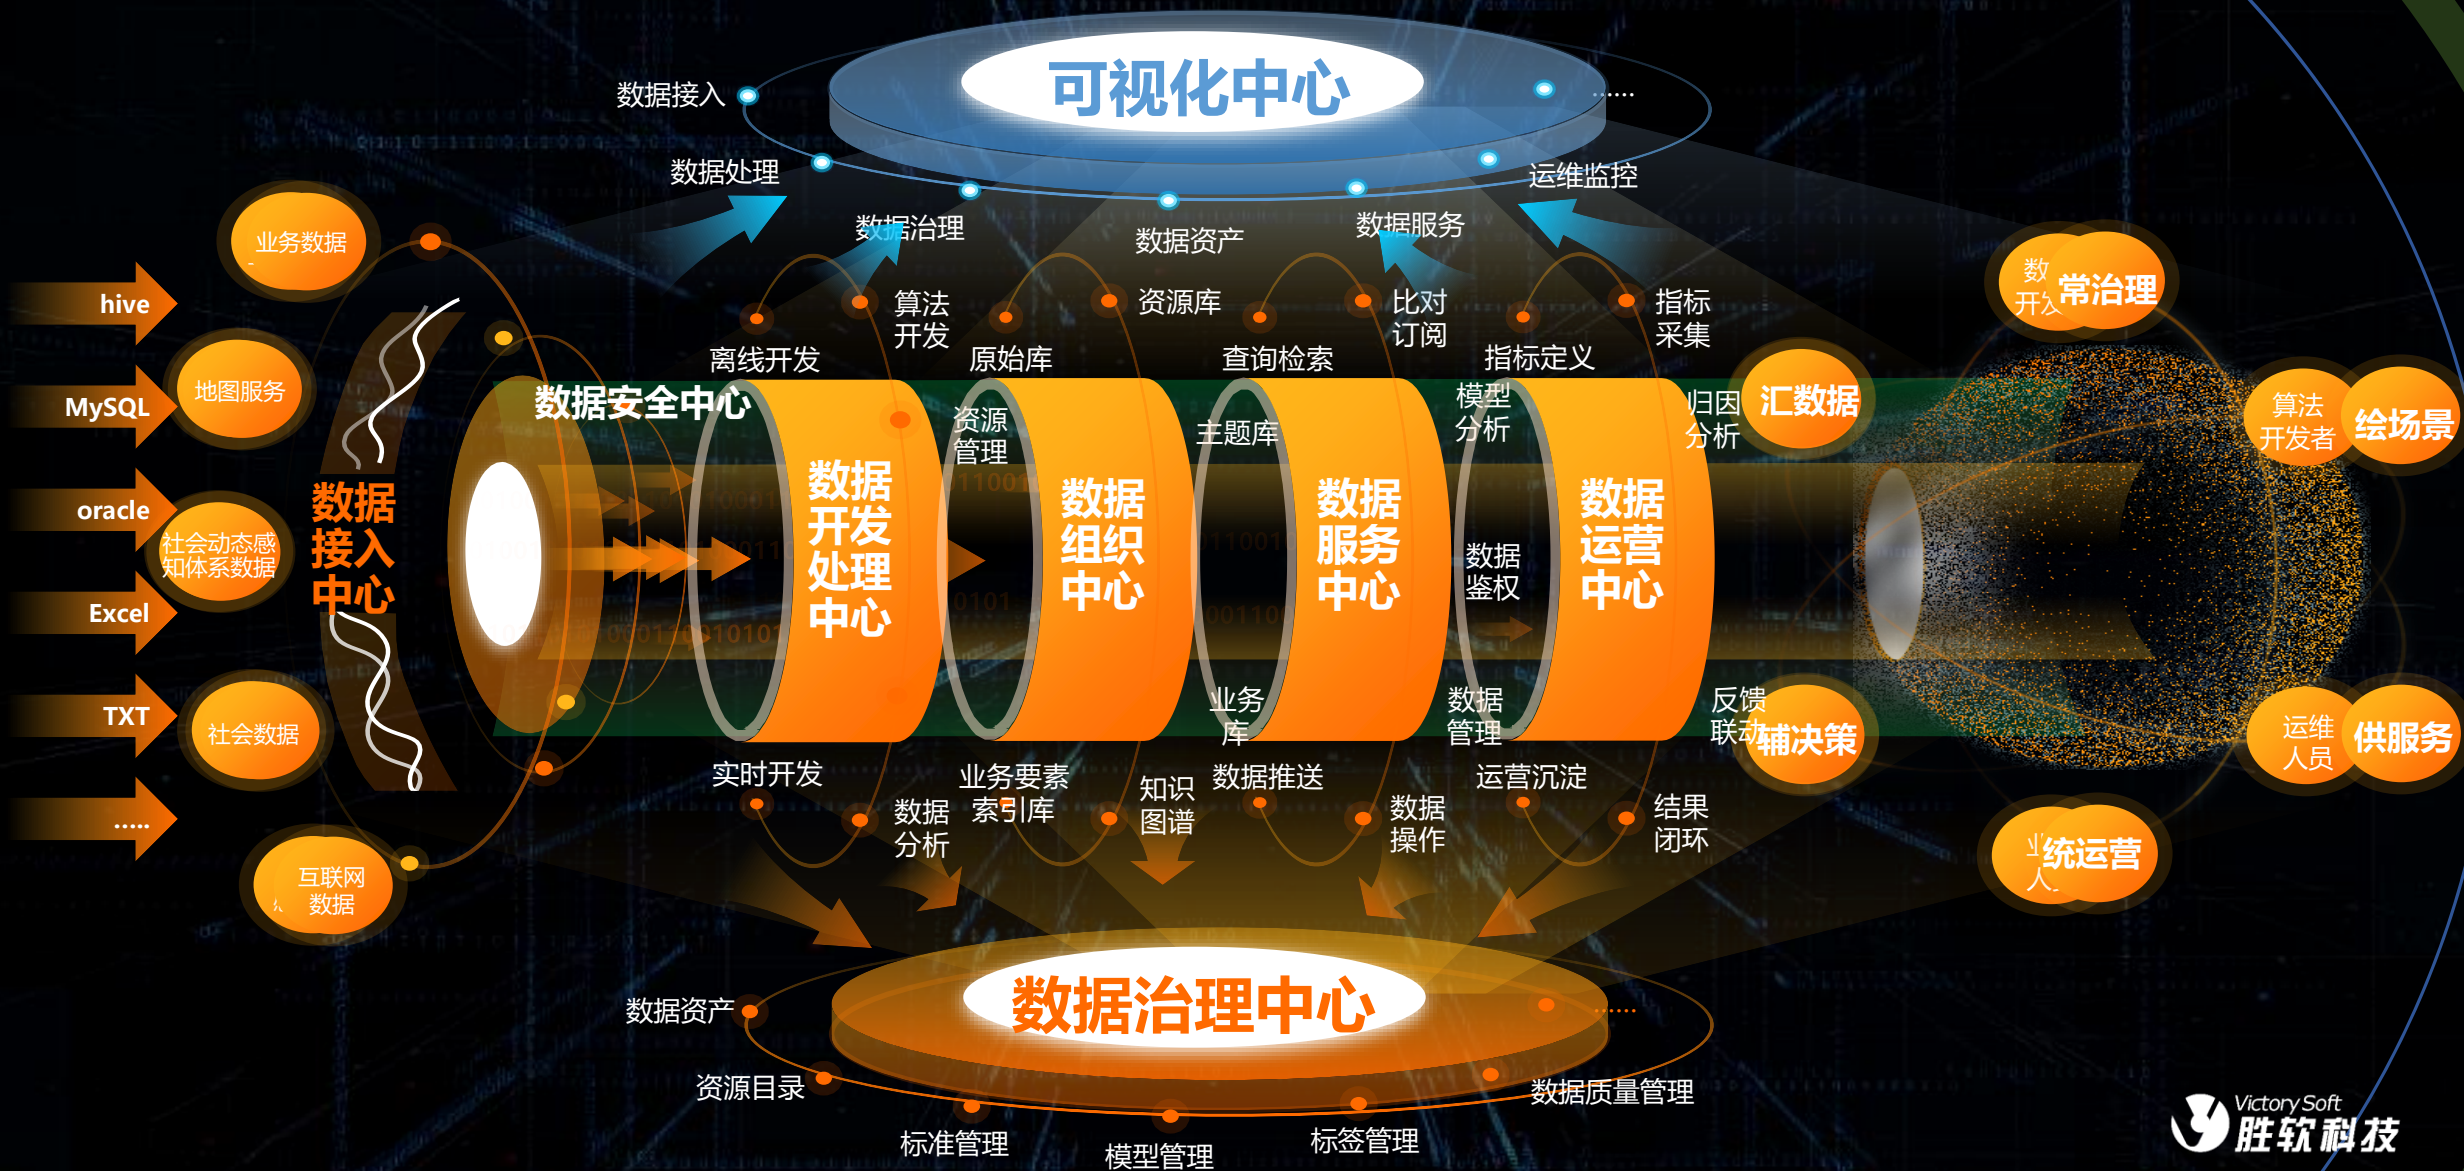 可视化中心
数据接入
数据处理
数据治理
数据资产
数据服务
运维监控
......
业务数据
地图服务
社会动态感
知体系数据
社会数据
互联网
数据
hive
MySQL
oracle
Excel
TXT
.....
数据
接入
中心
数据安全中心
离线开发
算法
开发
数据
开发
处理
中心
实时开发
数据
分析
原始库
资源库
资源
管理
数据
组织
中心
业务要素
索引库
知识
图谱
查询检索
比对
订阅
主题库
数据
服务
中心
业务
库
数据推送
数据
操作
指标定义
指标
采集
模型
分析
数据
鉴权
数据
管理
数据
运营
中心
归因
分析
反馈
联动
运营沉淀
结果
闭环
汇数据
辅决策
数
开发
常治理
算法
开发者
绘场景
运维
人员
供服务
业
人
统运营
数据治理中心
数据资产
资源目录
标准管理
模型管理
标签管理
数据质量管理
......
Victory Soft
胜软科技